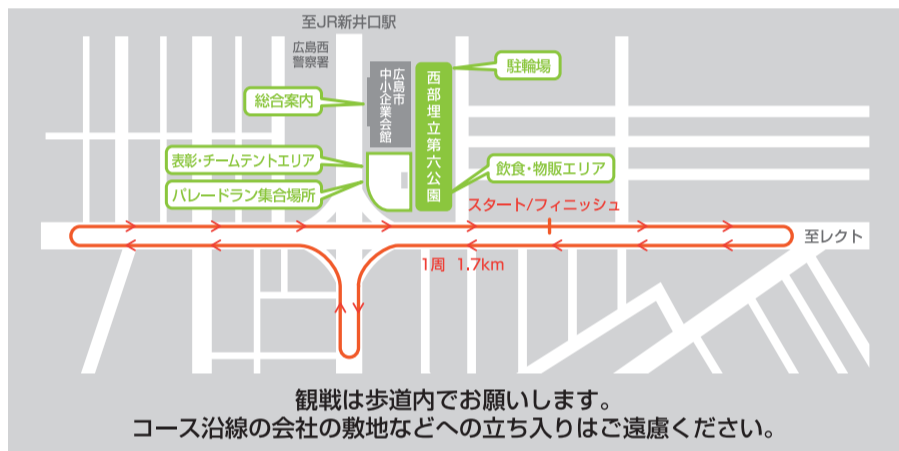 至JR新井口駅
広島西
警察署
広島市
中小企業会館
西部埋立第六公園
駐輪場
総合案内
表彰・チームテントエリア
パレードラン集合場所
飲食・物販エリア
スタート/フィニッシュ
至レクト
1周 1.7km
観戦は歩道内でお願いします。
コース沿線の会社の敷地などへの立ち入りはご遠慮ください。